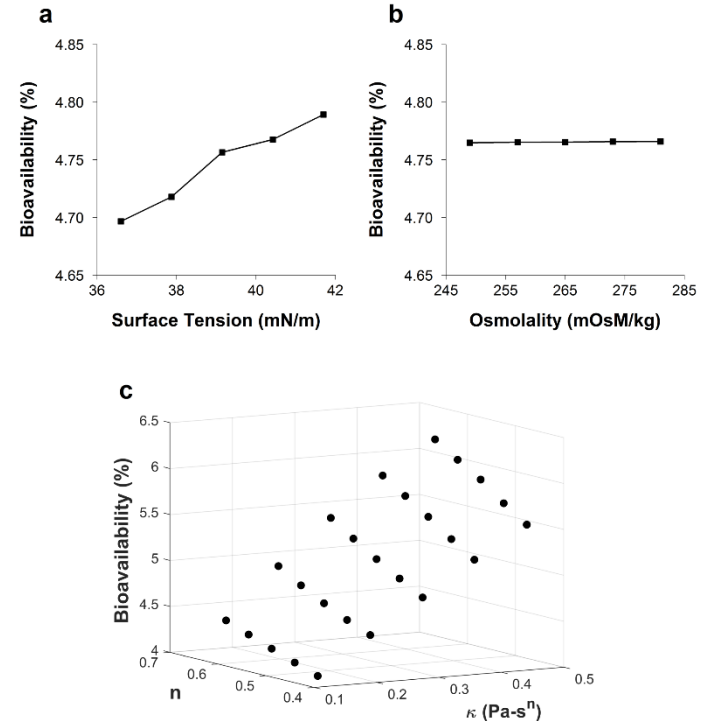 a
4.85
4.80
4.75
4.70
4.65
Bioavailability (%)
36 38 40 42
Surface Tension (mN/m)
b
4.85
4.80
4.75
4.70
4.65
Bioavailability (%)
245 255 265 275 285
Osmolality (mOsM/kg)
c
6.5
6
5.5
5
4.5
4
Bioavailability (%)
0.7 0.6 0.5 0.4
n
0.1 0.2 0.3 0.4 0.5
κ (Pa-sⁿ)